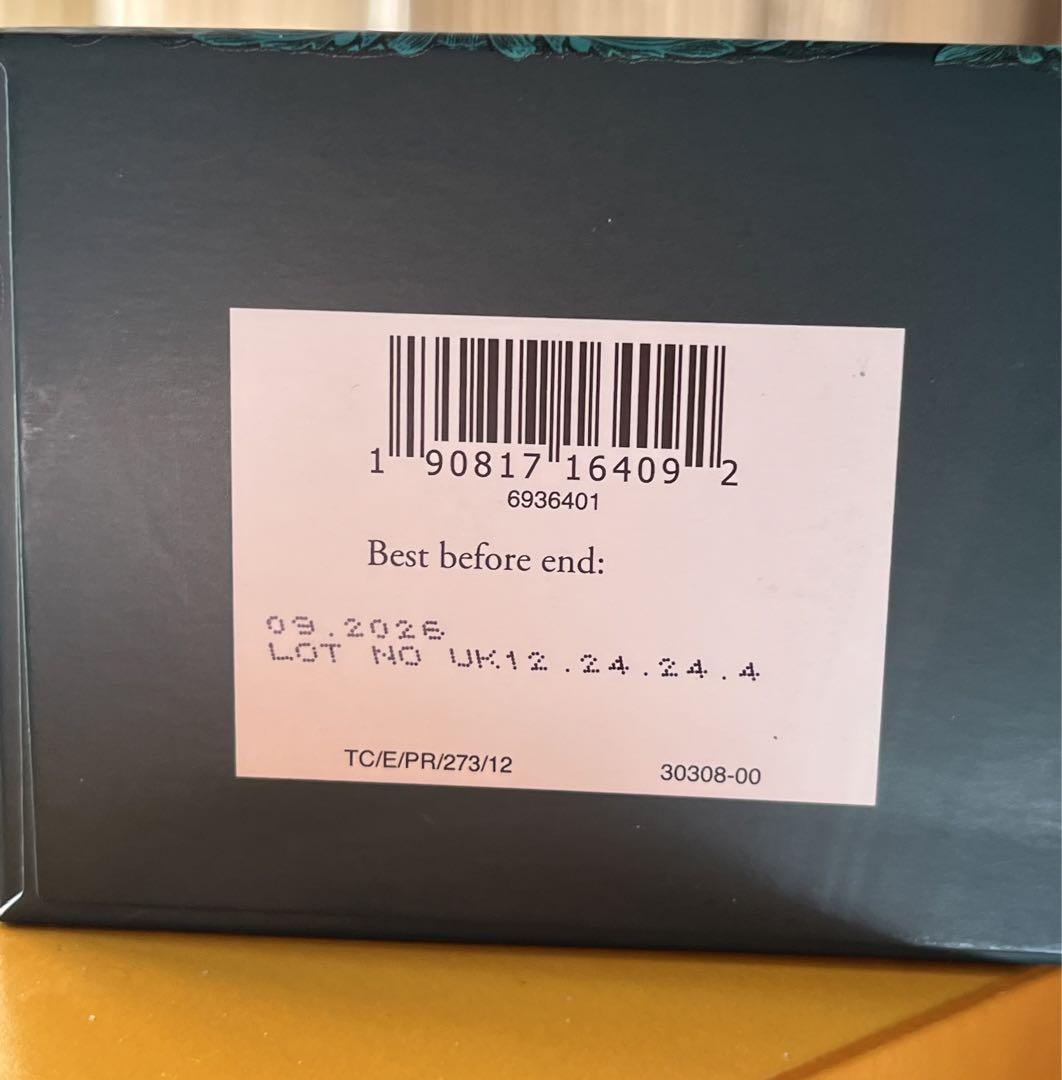 1 90817 16409 2
6936401
Best before end:
09.2026
LOT NO UK12.24.24.4
TC/E/PR/273/12
30308-00